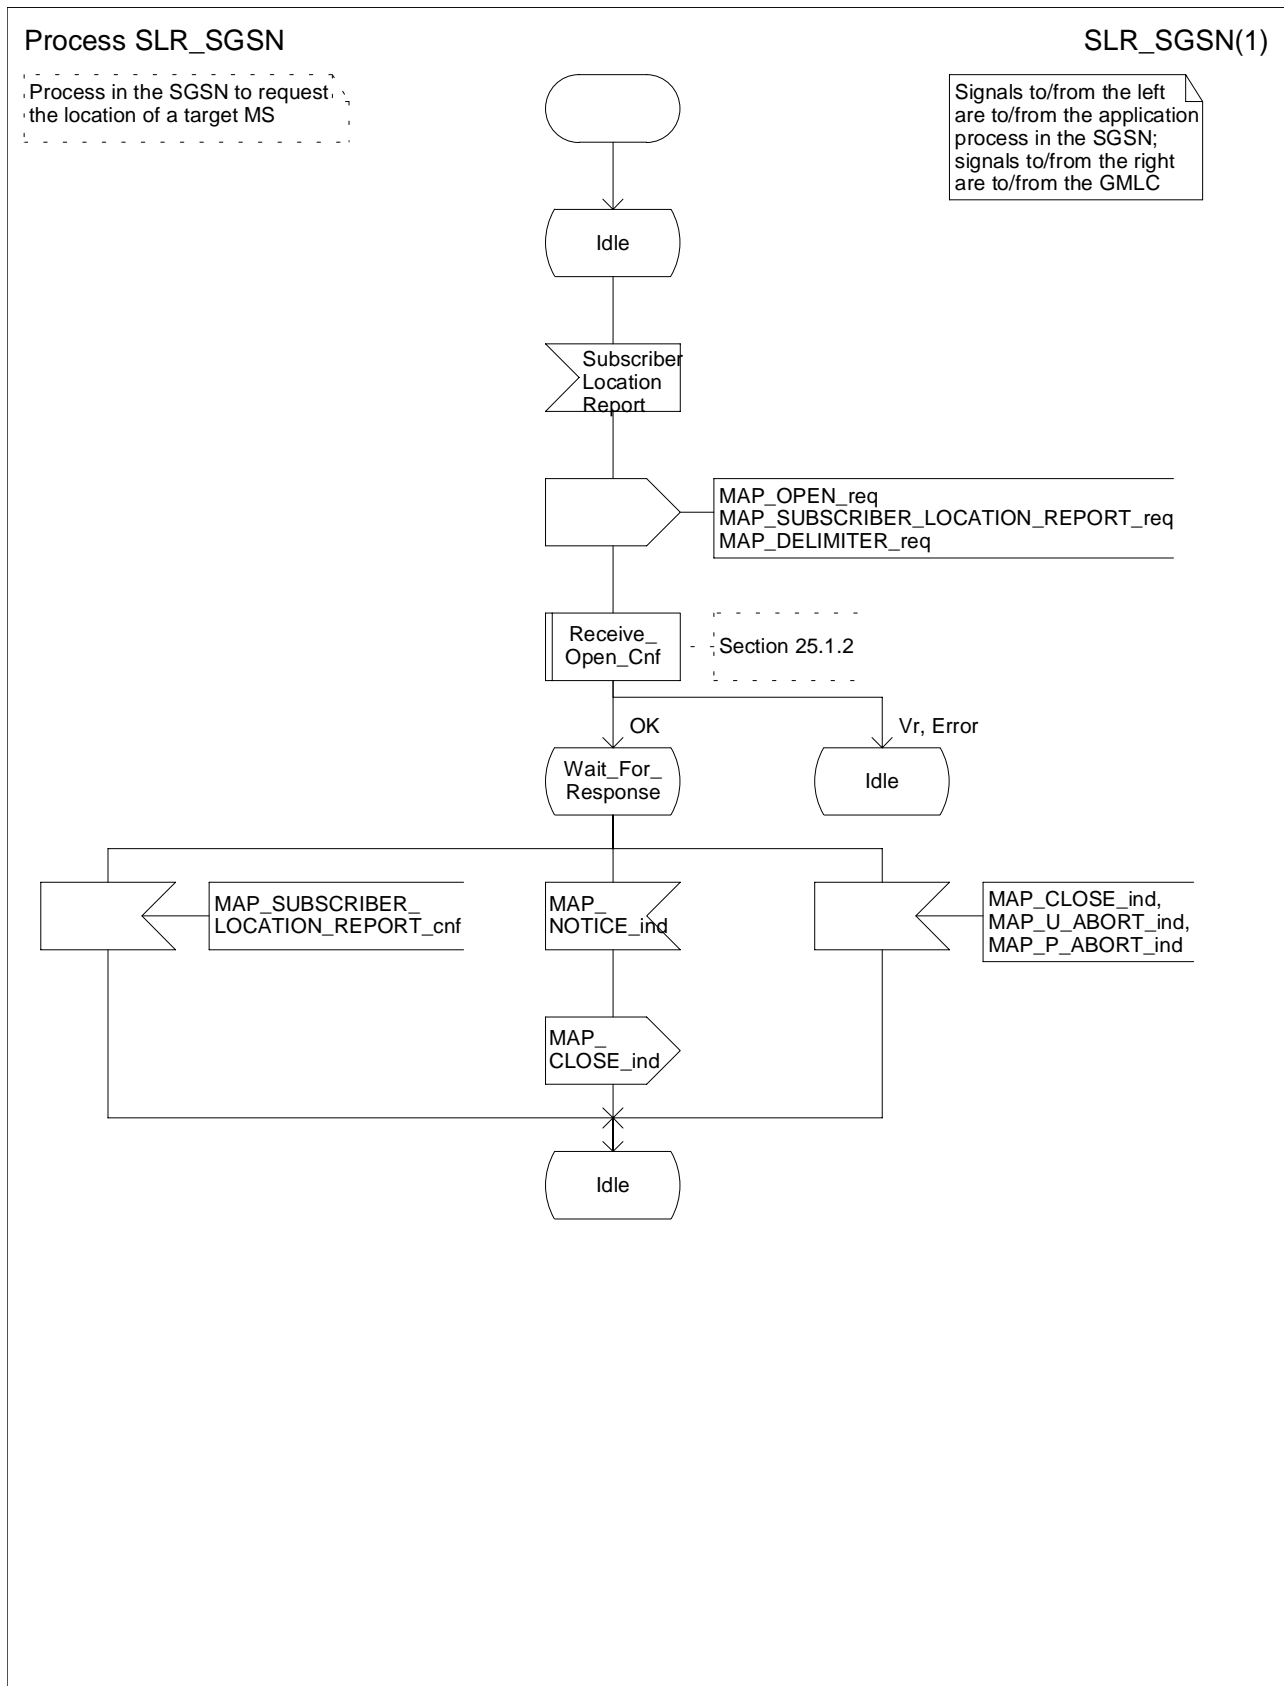 Process SLR_SGSN
SLR_SGSN(1)
Process in the SGSN to request
the location of a target MS
Signals to/from the left
are to/from the application
process in the SGSN;
signals to/from the right
are to/from the GMLC
Idle
Subscriber
Location
Report
MAP_OPEN_req
MAP_SUBSCRIBER_LOCATION_REPORT_req
MAP_DELIMITER_req
Receive_
Open_Cnf
Section 25.1.2
OK
Vr, Error
Wait_For_
Response
Idle
MAP_SUBSCRIBER_
LOCATION_REPORT_cnf
MAP_
NOTICE_ind
MAP_CLOSE_ind,
MAP_U_ABORT_ind,
MAP_P_ABORT_ind
MAP_
CLOSE_ind
Idle